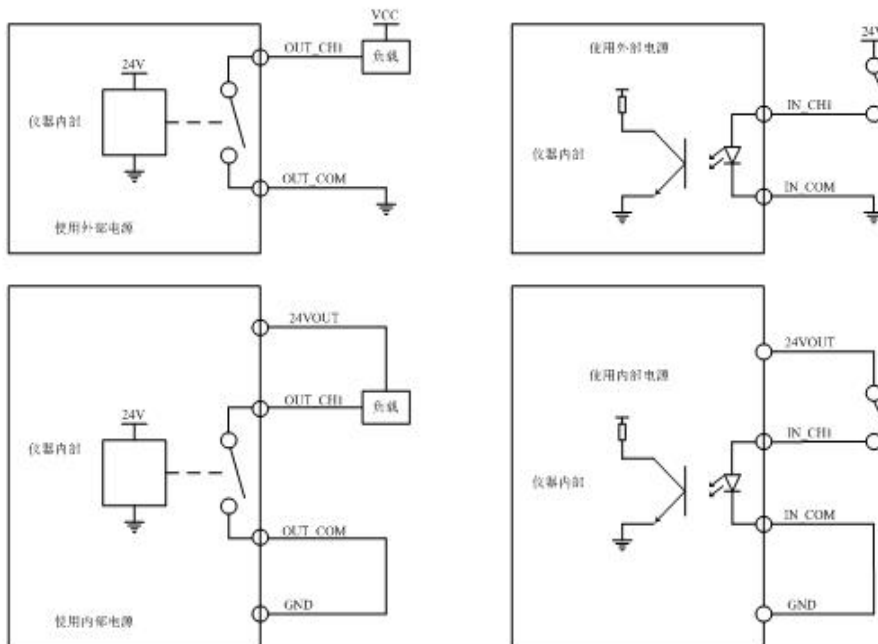 VCC
OUT_CH1
负载
24V
仪器内部
OUT_COM
使用外部电源
使用外部电源
24V
IN_CH1
仪器内部
IN_COM
24VOUT
OUT_CH1
负载
24V
仪器内部
OUT_COM
GND
使用内部电源
24VOUT
使用内部电源
IN_CH1
仪器内部
IN_COM
GND